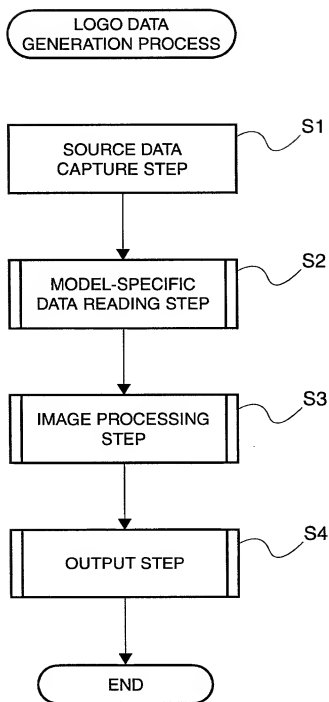 LOGO DATA
GENERATION PROCESS
S1
SOURCE DATA
CAPTURE STEP
S2
MODEL-SPECIFIC
DATA READING STEP
S3
IMAGE PROCESSING
STEP
S4
OUTPUT STEP
END